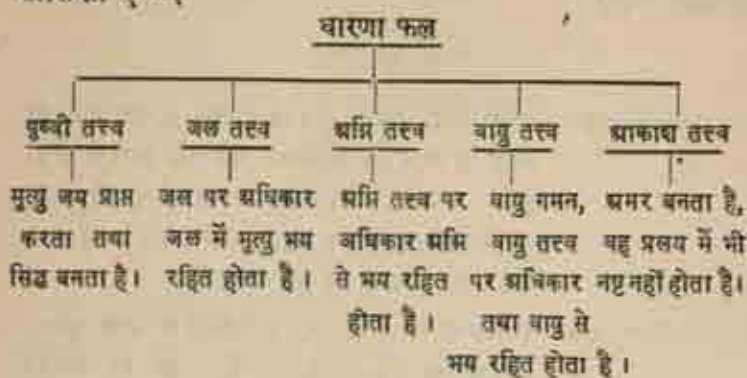 धारणा फल
पृथ्वी तत्त्व जल तत्त्व अग्नि तत्त्व वायु तत्त्व आकाश तत्त्व
मृत्यु जय प्राप्त जल पर अधिकार अग्नि तत्त्व पर वायु गमन, अमर बनता है,
करता तथा जल में मृत्यु भय अधिकार अग्नि वायु तत्त्व वह प्रलय में भी
सिद्ध बनता है। रहित होता है। से भय रहित पर अधिकार नष्ट नहीं होता है।
होता है। तथा वायु से
भय रहित होता है।